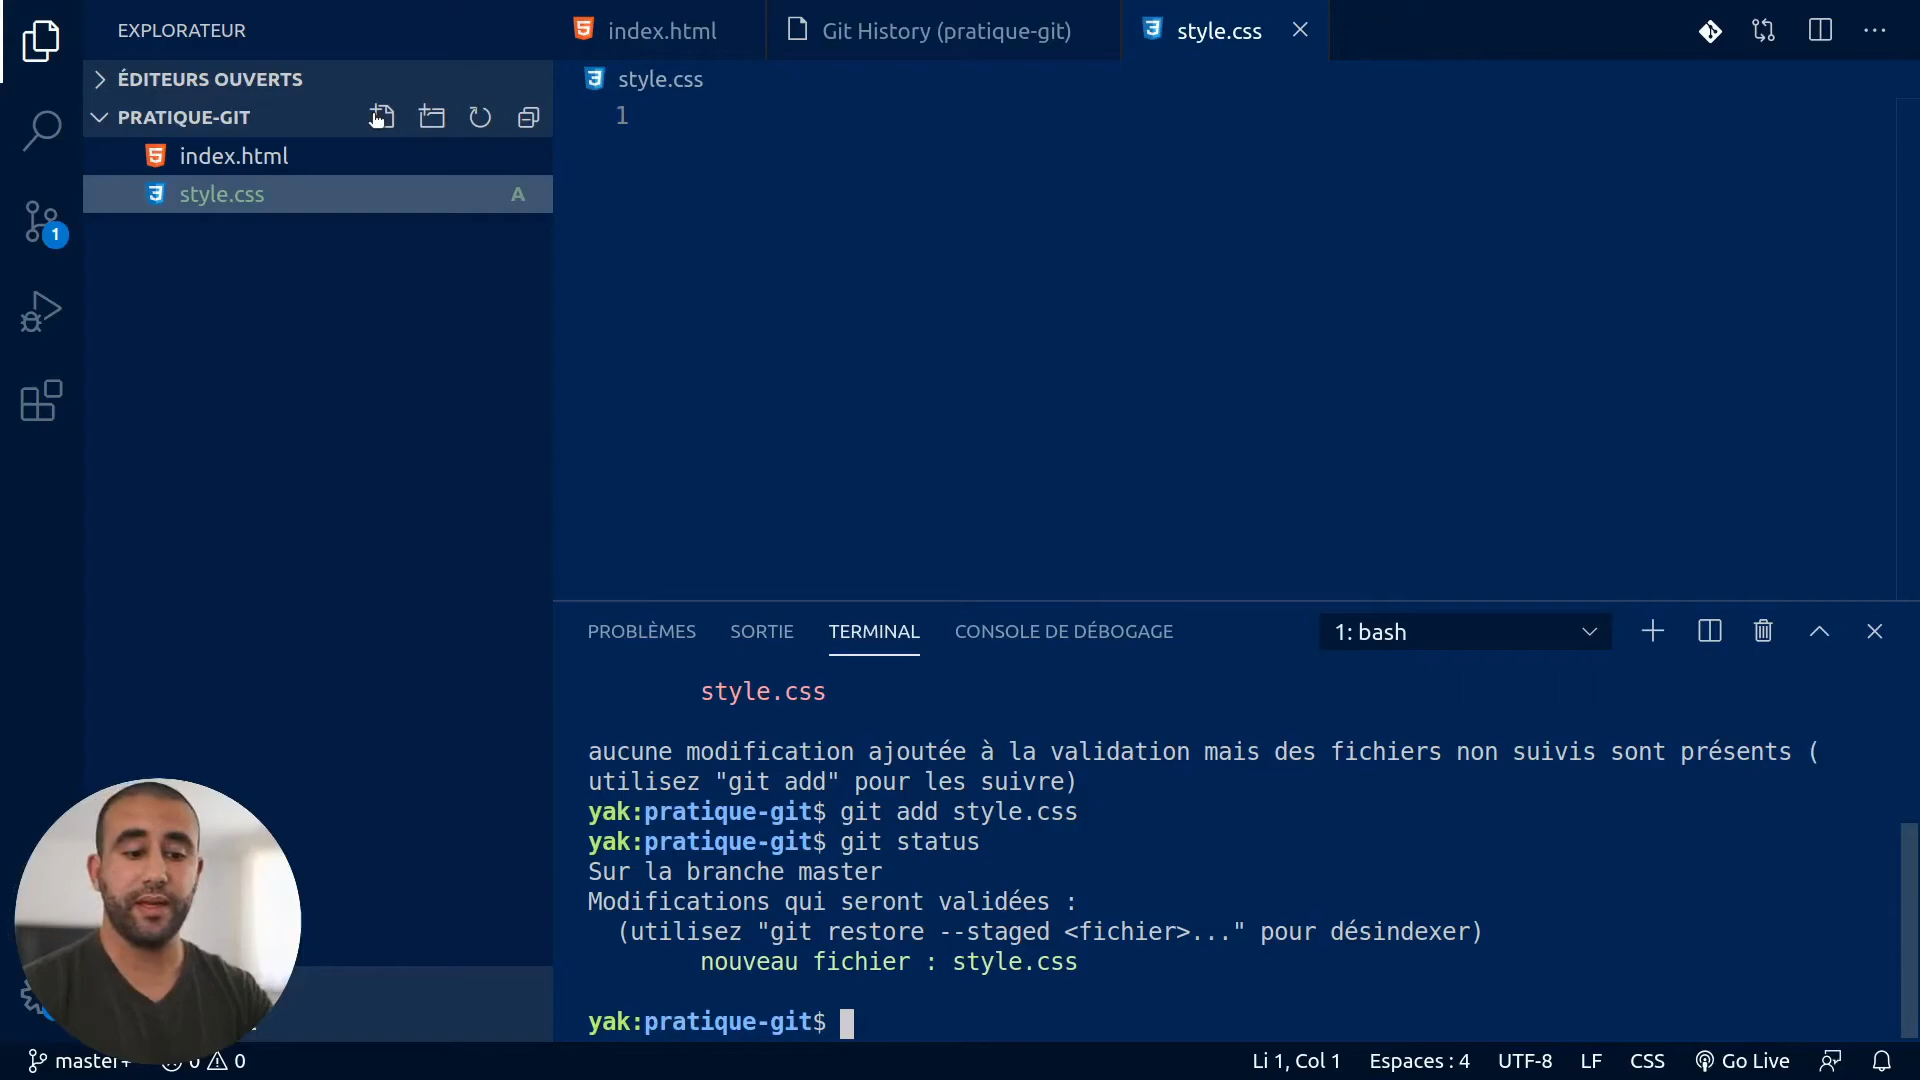 EXPLORATEUR
index.html
Git History (pratique-git)
style.css
ÉDITEURS OUVERTS
PRATIQUE-GIT
index.html
style.css
A
1
style.css
1
PROBLÈMES
SORTIE
TERMINAL
CONSOLE DE DÉBOGAGE
1: bash
style.css
aucune modification ajoutée à la validation mais des fichiers non suivis sont présents (
utilisez "git add" pour les suivre)
yak:pratique-git$ git add style.css
yak:pratique-git$ git status
Sur la branche master
Modifications qui seront validées :
(utilisez "git restore --staged <fichier>..." pour désindexer)
nouveau fichier : style.css
yak:pratique-git$
master+ 0 0
Li 1, Col 1
Espaces : 4
UTF-8
LF
CSS
Go Live